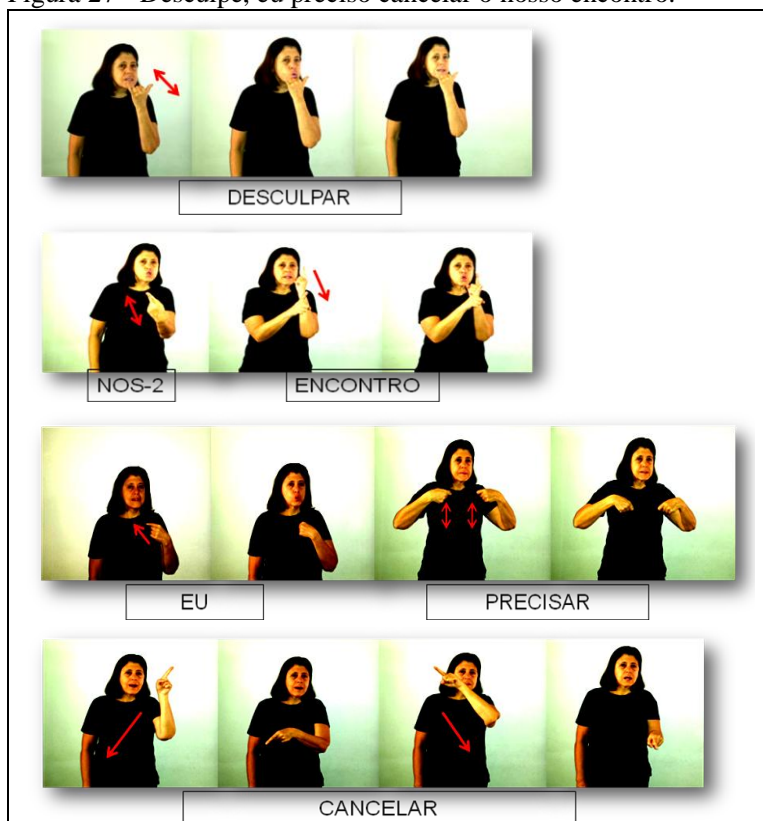 Figura 27 - Desculpe, eu preciso cancelar o nosso encontro.
DESCULPAR
NOS-2 ENCONTRO
EU PRECISAR
CANCELAR